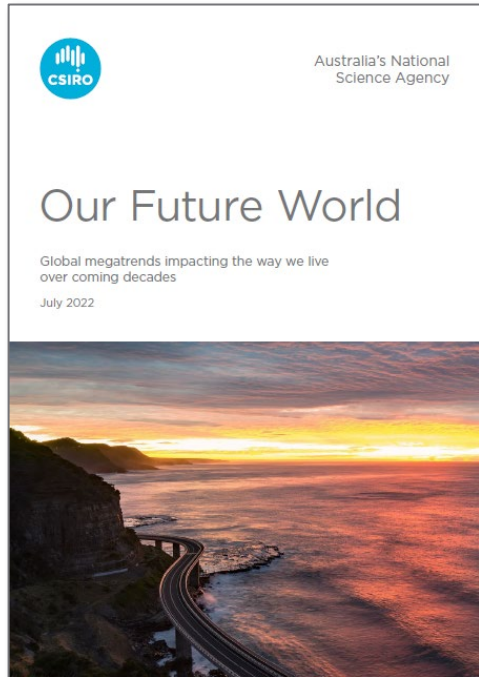 CSIRO
Australia's National
Science Agency
Our Future World
Global megatrends impacting the way we live
over coming decades
July 2022